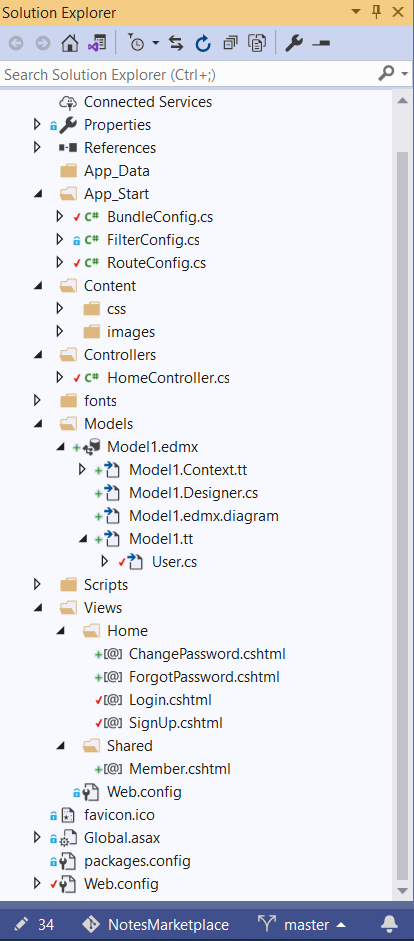 Solution Explorer
Search Solution Explorer (Ctrl+;)
Connected Services
Properties
References
App_Data
App_Start
C# BundleConfig.cs
C# FilterConfig.cs
C# RouteConfig.cs
Content
css
images
Controllers
C# HomeController.cs
fonts
Models
Model1.edmx
Model1.Context.tt
Model1.Designer.cs
Model1.edmx.diagram
Model1.tt
User.cs
Scripts
Views
Home
[@] ChangePassword.cshtml
[@] ForgotPassword.cshtml
[@] Login.cshtml
[@] SignUp.cshtml
Shared
[@] Member.cshtml
Web.config
favicon.ico
Global.asax
packages.config
Web.config
34 NotesMarketplace master